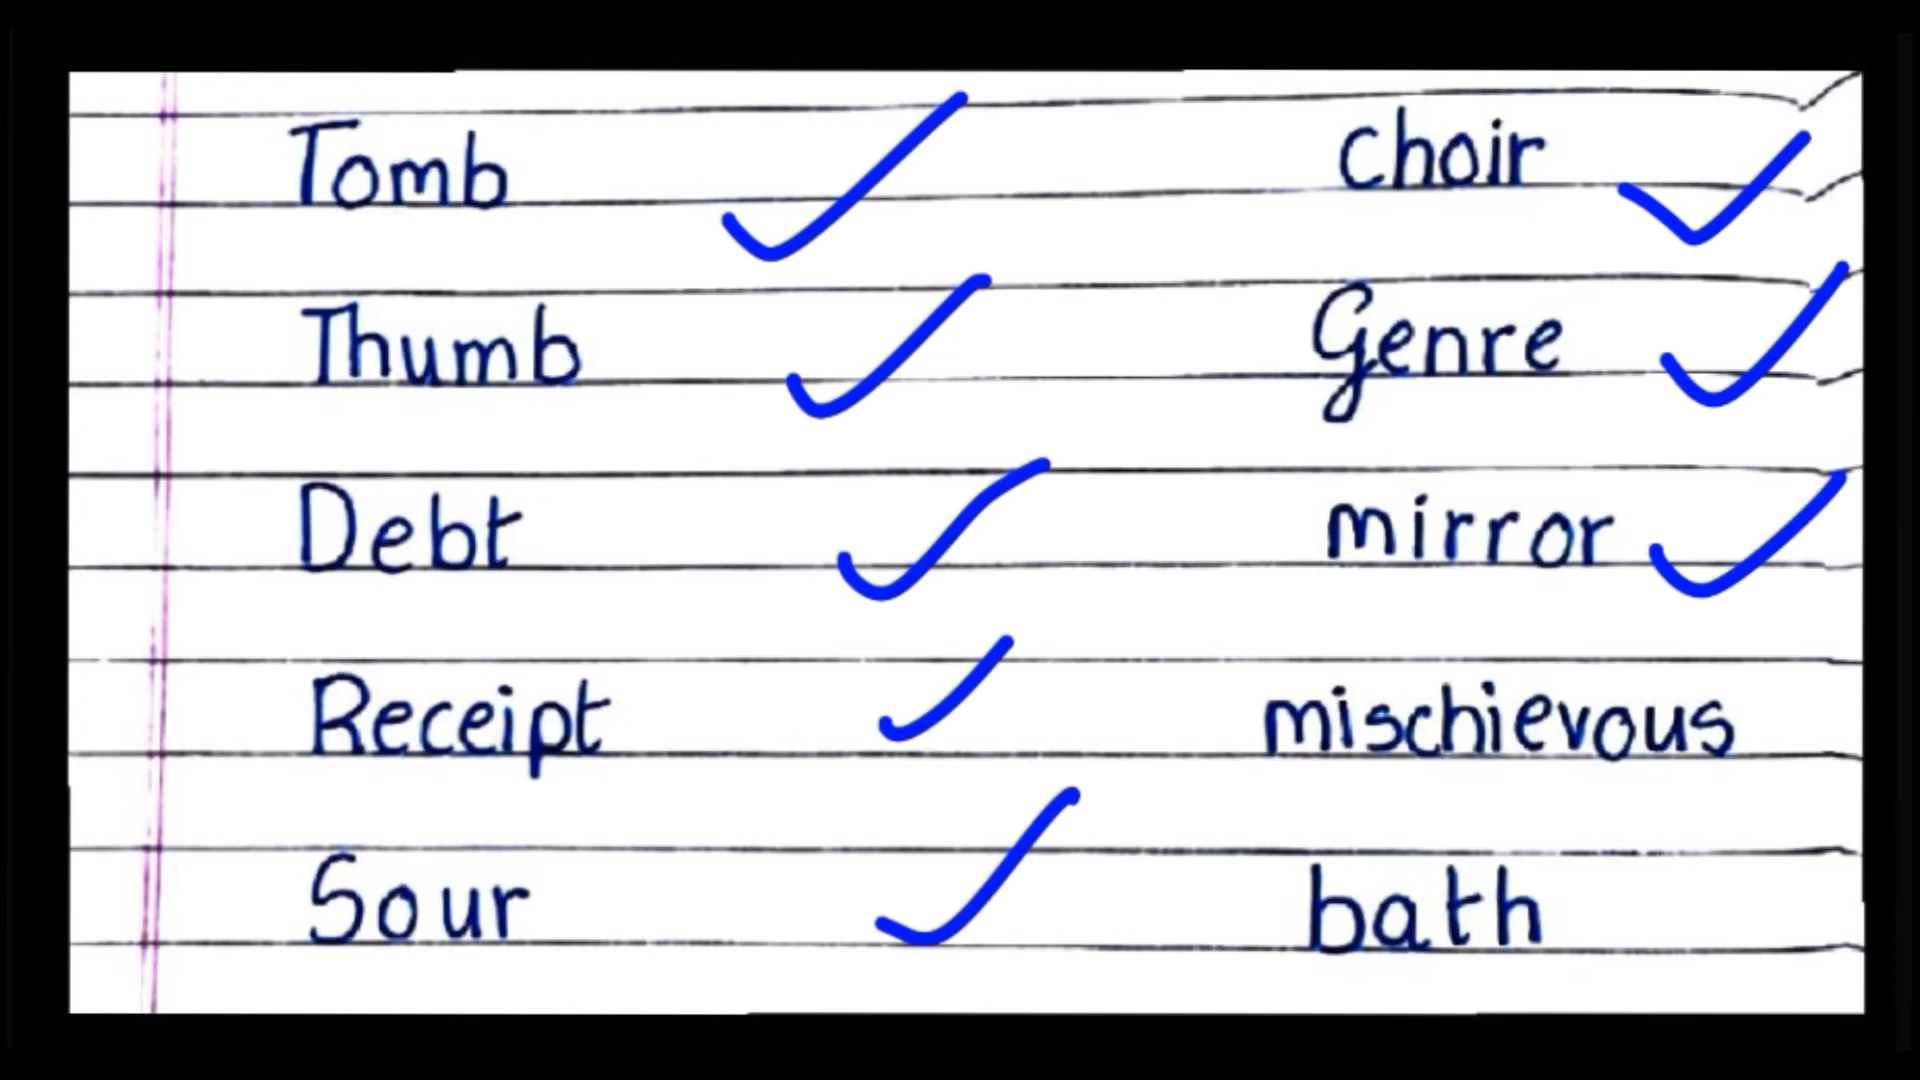 Tomb choir
Thumb Genre
Debt mirror
Receipt mischievous
Sour bath